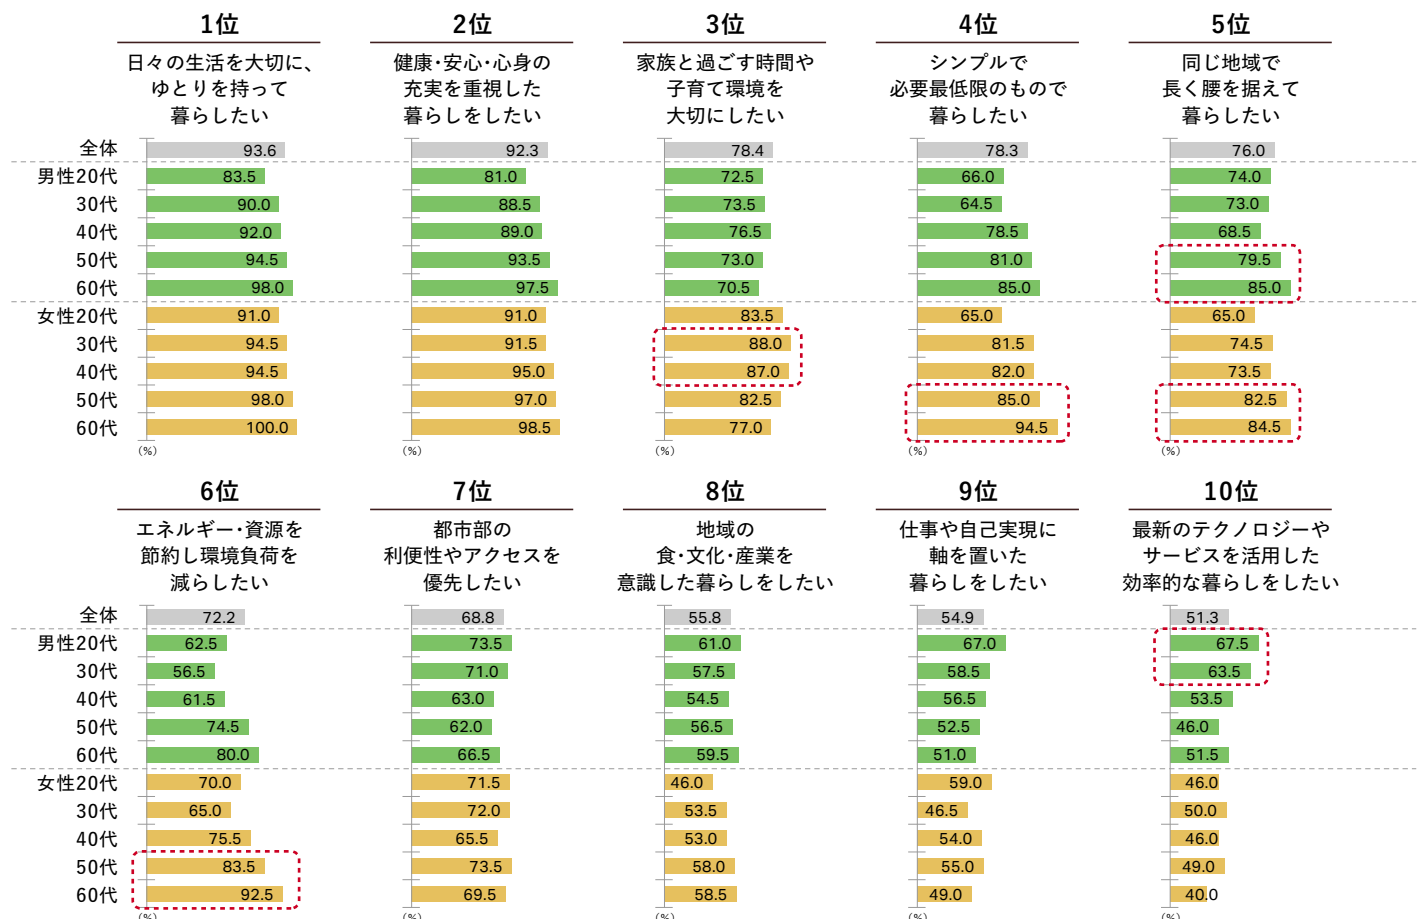 1位 2位 3位 4位 5位
日々の生活を大切に、
ゆとりを持って
暮らしたい
健康・安心・心身の
充実を重視した
暮らしをしたい
家族と過ごす時間や
子育て環境を
大切にしたい
シンプルで
必要最低限のもので
暮らしたい
同じ地域で
長く腰を据えて
暮らしたい
全体 93.6 92.3 78.4 78.3 76.0
男性20代 83.5 81.0 72.5 66.0 74.0
30代 90.0 88.5 73.5 64.5 73.0
40代 92.0 89.0 76.5 78.5 68.5
50代 94.5 93.5 73.0 81.0 79.5
60代 98.0 97.5 70.5 85.0 85.0
女性20代 91.0 91.0 83.5 65.0 65.0
30代 94.5 91.5 88.0 81.5 74.5
40代 94.5 95.0 87.0 82.0 73.5
50代 98.0 97.0 82.5 85.0 82.5
60代 100.0 98.5 77.0 94.5 84.5
(%) (%) (%) (%) (%)
6位 7位 8位 9位 10位
エネルギー・資源を
節約し環境負荷を
減らしたい
都市部の
利便性やアクセスを
優先したい
地域の
食・文化・産業を
意識した暮らしをしたい
仕事や自己実現に
軸を置いた
暮らしをしたい
最新のテクノロジーや
サービスを活用した
効率的な暮らしをしたい
全体 72.2 68.8 55.8 54.9 51.3
男性20代 62.5 73.5 61.0 67.0 67.5
30代 56.5 71.0 57.5 58.5 63.5
40代 61.5 63.0 54.5 56.5 53.5
50代 74.5 62.0 56.5 52.5 46.0
60代 80.0 66.5 59.5 51.0 51.5
女性20代 70.0 71.5 46.0 59.0 46.0
30代 65.0 72.0 53.5 46.5 50.0
40代 75.5 65.5 53.0 54.0 46.0
50代 83.5 73.5 58.0 55.0 49.0
60代 92.5 69.5 58.5 49.0 40.0
(%) (%) (%) (%) (%)